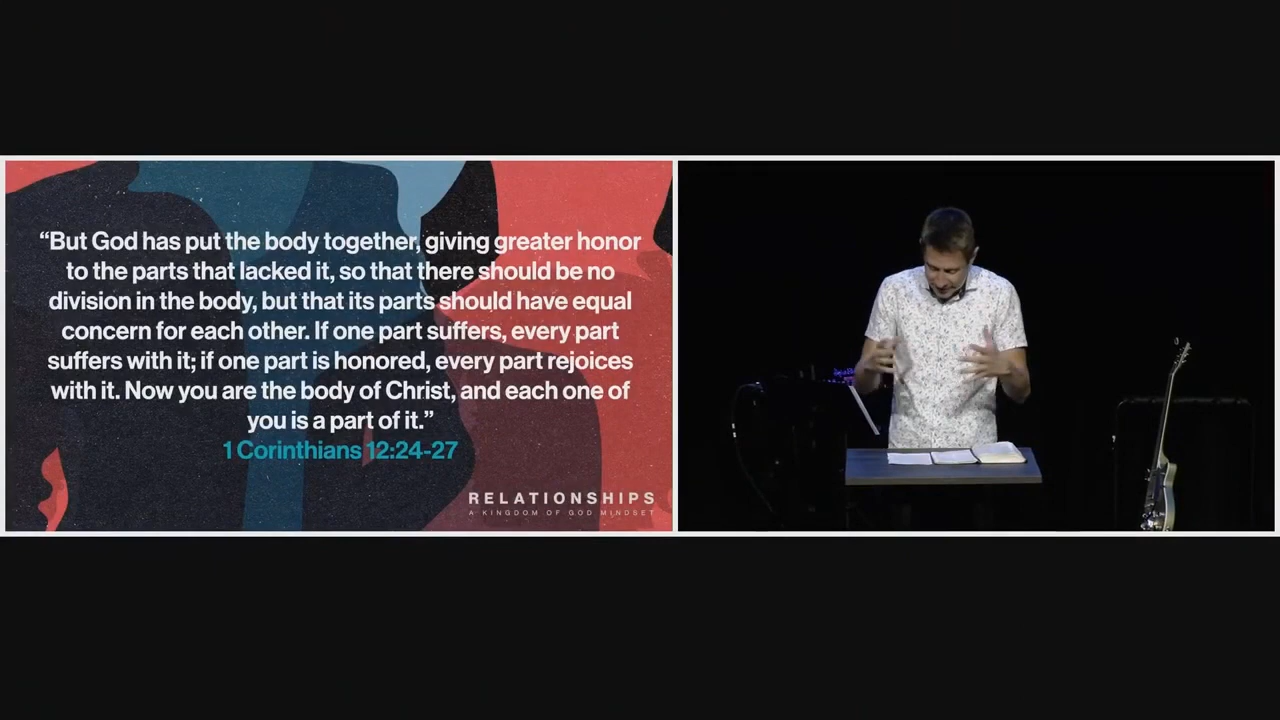 “But God has put the body together, giving greater honor
to the parts that lacked it, so that there should be no
division in the body, but that its parts should have equal
concern for each other. If one part suffers, every part
suffers with it; if one part is honored, every part rejoices
with it. Now you are the body of Christ, and each one of
you is a part of it.”
1 Corinthians 12:24-27
RELATIONSHIPS
A KINGDOM OF GOD MINDSET